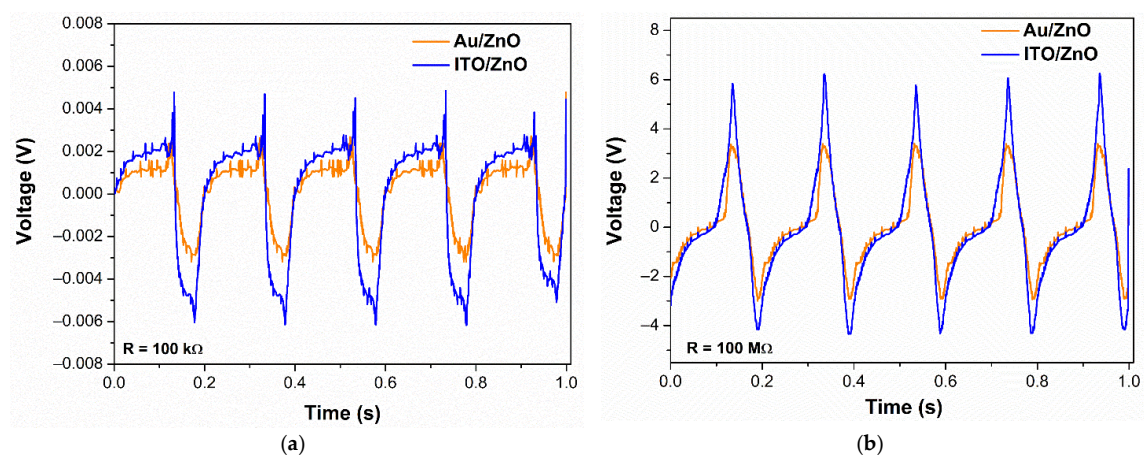 0.008
0.006
0.004
0.002
0.000
−0.002
−0.004
−0.006
−0.008
Voltage (V)
Au/ZnO
ITO/ZnO
R = 100 kΩ
0.0 0.2 0.4 0.6 0.8 1.0
Time (s)
(a)
8
6
4
2
0
−2
−4
Voltage (V)
Au/ZnO
ITO/ZnO
R = 100 MΩ
0.0 0.2 0.4 0.6 0.8 1.0
Time (s)
(b)